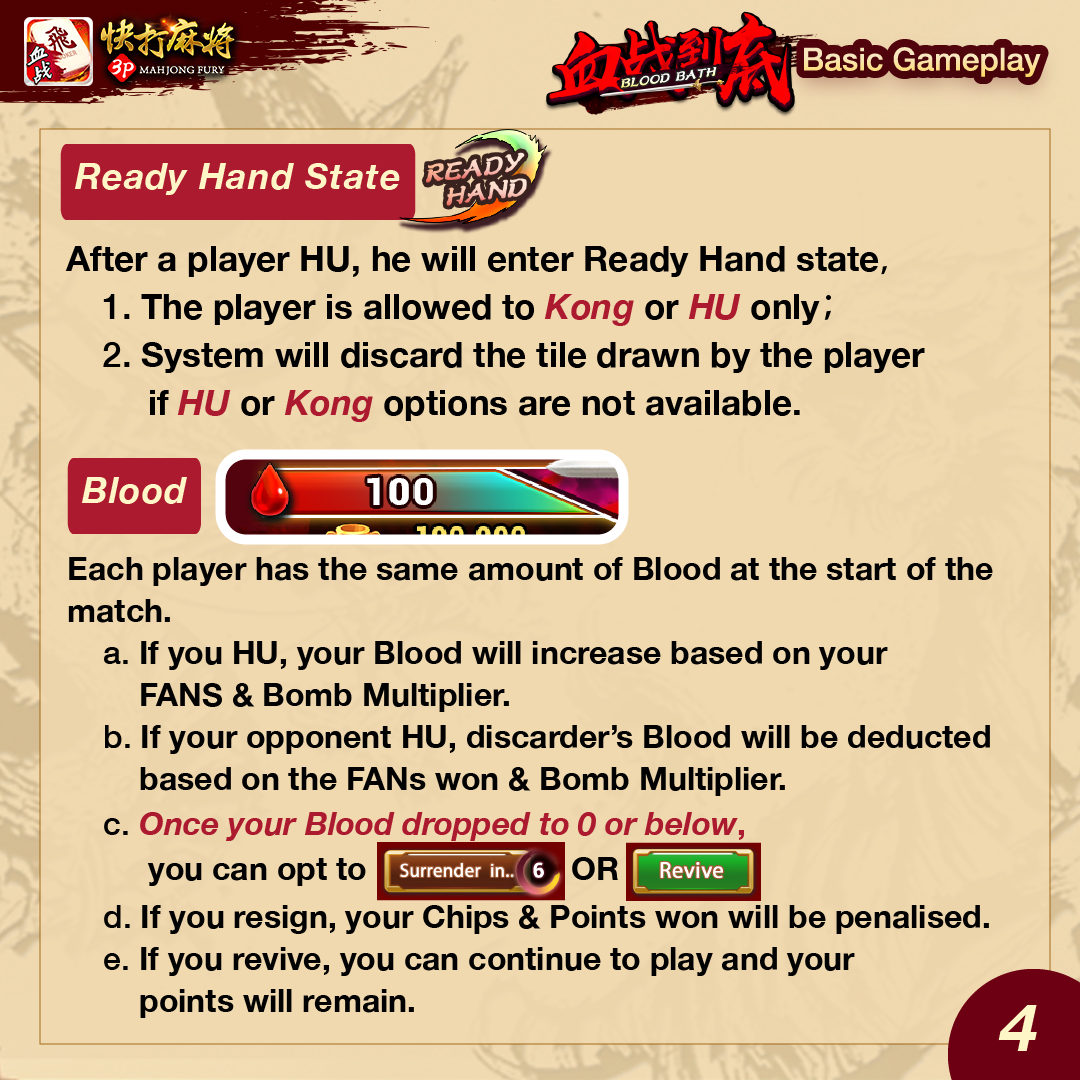 飛
血战
快打麻将
3P MAHJONG FURY
血战到底
BLOOD BATH
Basic Gameplay
Ready Hand State
READY
HAND
After a player HU, he will enter Ready Hand state,
1. The player is allowed to Kong or HU only;
2. System will discard the tile drawn by the player
if HU or Kong options are not available.
Blood
100
100,000
Each player has the same amount of Blood at the start of the
match.
a. If you HU, your Blood will increase based on your
FANS & Bomb Multiplier.
b. If your opponent HU, discarder’s Blood will be deducted
based on the FANs won & Bomb Multiplier.
c. Once your Blood dropped to 0 or below,
you can opt to Surrender in.. 6 OR Revive
d. If you resign, your Chips & Points won will be penalised.
e. If you revive, you can continue to play and your
points will remain.
4